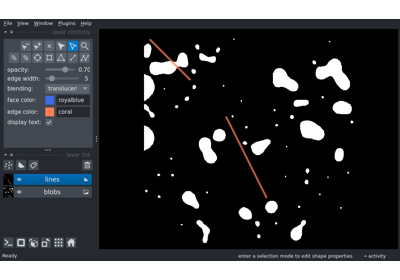 File View Window Plugins Help
layer controls
opacity: 0.70
edge width: 5
blending: translucen
face color: royalblue
edge color: coral
display text:
layer list
lines
blobs
Ready enter a selection mode to edit shape properties activity